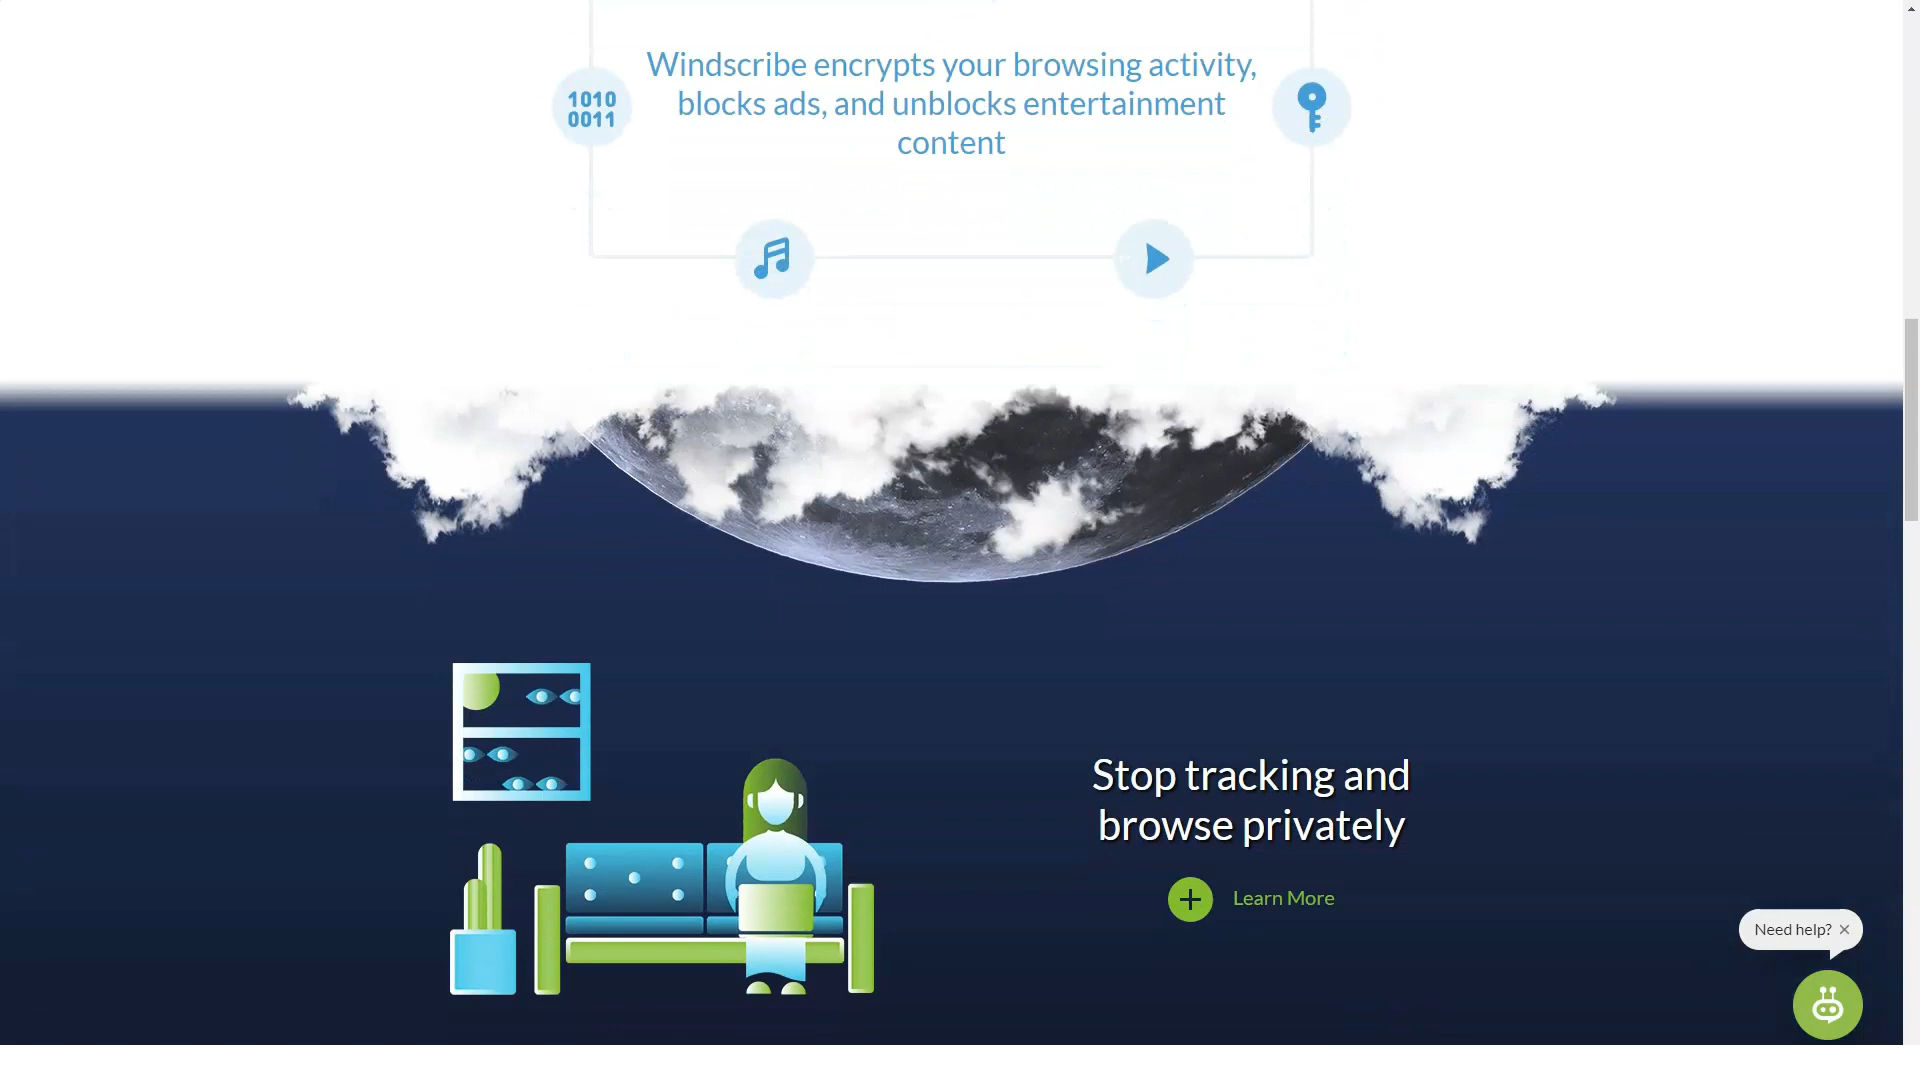 Windscribe encrypts your browsing activity,
blocks ads, and unblocks entertainment
content
1010
0011
Stop tracking and
browse privately
Learn More
Need help?